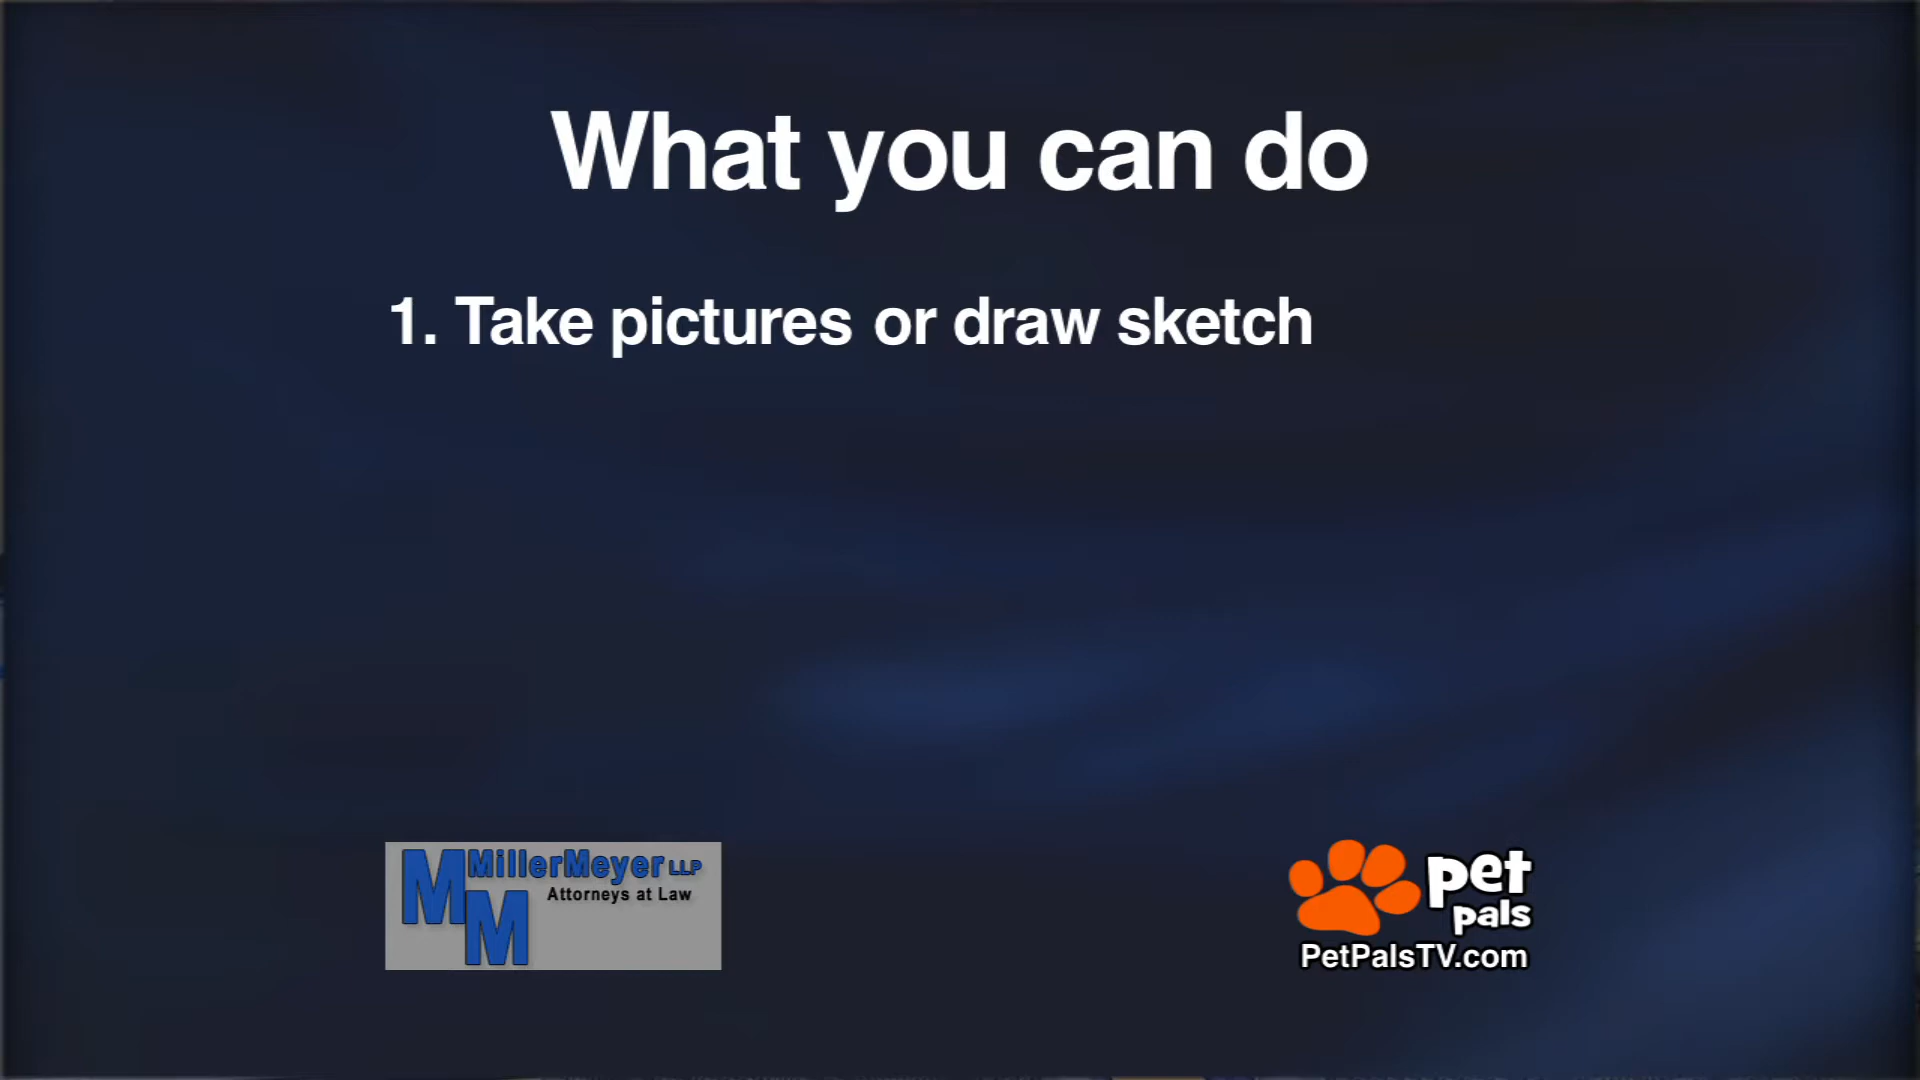 What you can do
1. Take pictures or draw sketch
MM
MillerMeyer LLP
Attorneys at Law
pet
pals
PetPalsTV.com